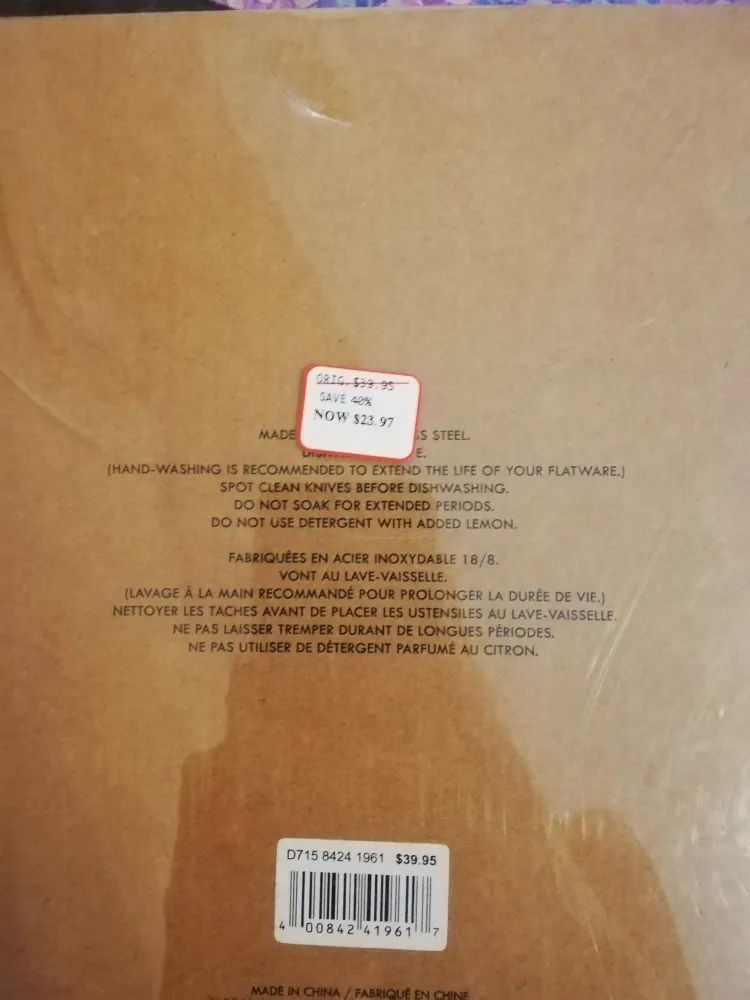 ORIG. $39.95
SAVE 40%
NOW $23.97
MADE STEEL.
(HAND-WASHING IS RECOMMENDED TO EXTEND THE LIFE OF YOUR FLATWARE.)
SPOT CLEAN KNIVES BEFORE DISHWASHING.
DO NOT SOAK FOR EXTENDED PERIODS.
DO NOT USE DETERGENT WITH ADDED LEMON.
FABRIQUÉES EN ACIER INOXYDABLE 18/8.
VONT AU LAVE-VAISSELLE.
(LAVAGE À LA MAIN RECOMMANDÉ POUR PROLONGER LA DURÉE DE VIE.)
NETTOYER LES TACHES AVANT DE PLACER LES USTENSILES AU LAVE-VAISSELLE.
NE PAS LAISSER TREMPER DURANT DE LONGUES PÉRIODES.
NE PAS UTILISER DE DÉTERGENT PARFUMÉ AU CITRON.
D715 8424 1961 $39.95
4 00842 41961 7
MADE IN CHINA / FABRIQUÉ EN CHINE